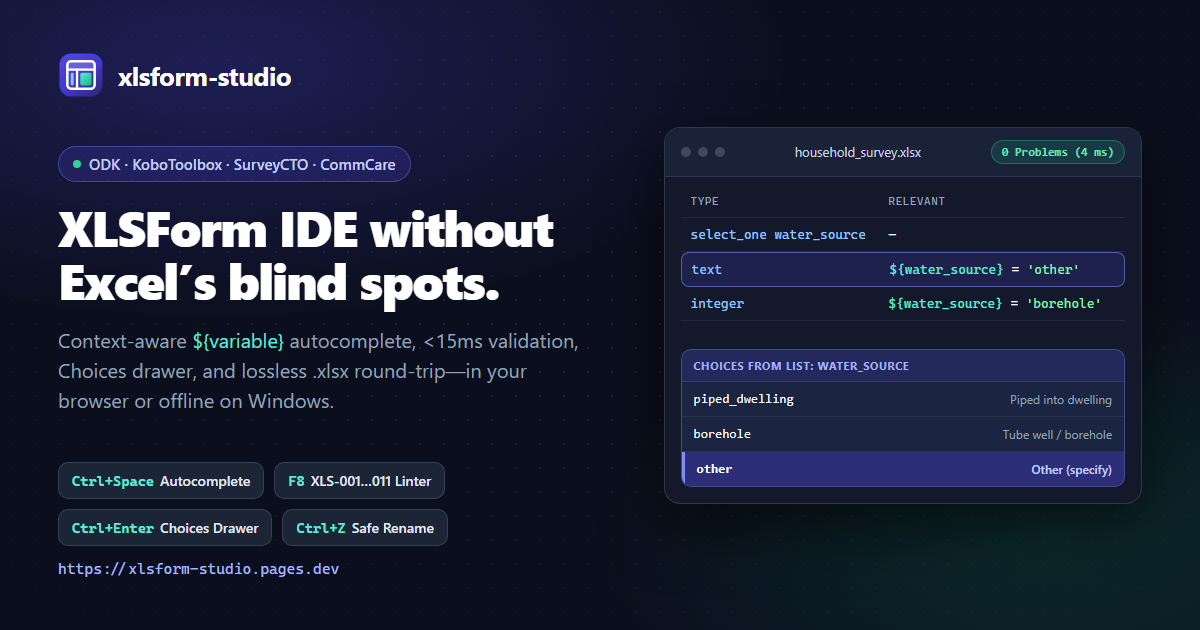 xlsform-studio
ODK · KoboToolbox · SurveyCTO · CommCare
XLSForm IDE without
Excel’s blind spots.
Context-aware ${variable} autocomplete, <15ms validation,
Choices drawer, and lossless .xlsx round-trip—in your
browser or offline on Windows.
Ctrl+Space Autocomplete
F8 XLS-001…011 Linter
Ctrl+Enter Choices Drawer
Ctrl+Z Safe Rename
https://xlsform-studio.pages.dev
household_survey.xlsx
0 Problems (4 ms)
TYPE RELEVANT
select_one water_source —
text ${water_source} = 'other'
integer ${water_source} = 'borehole'
CHOICES FROM LIST: WATER_SOURCE
piped_dwelling Piped into dwelling
borehole Tube well / borehole
other Other (specify)